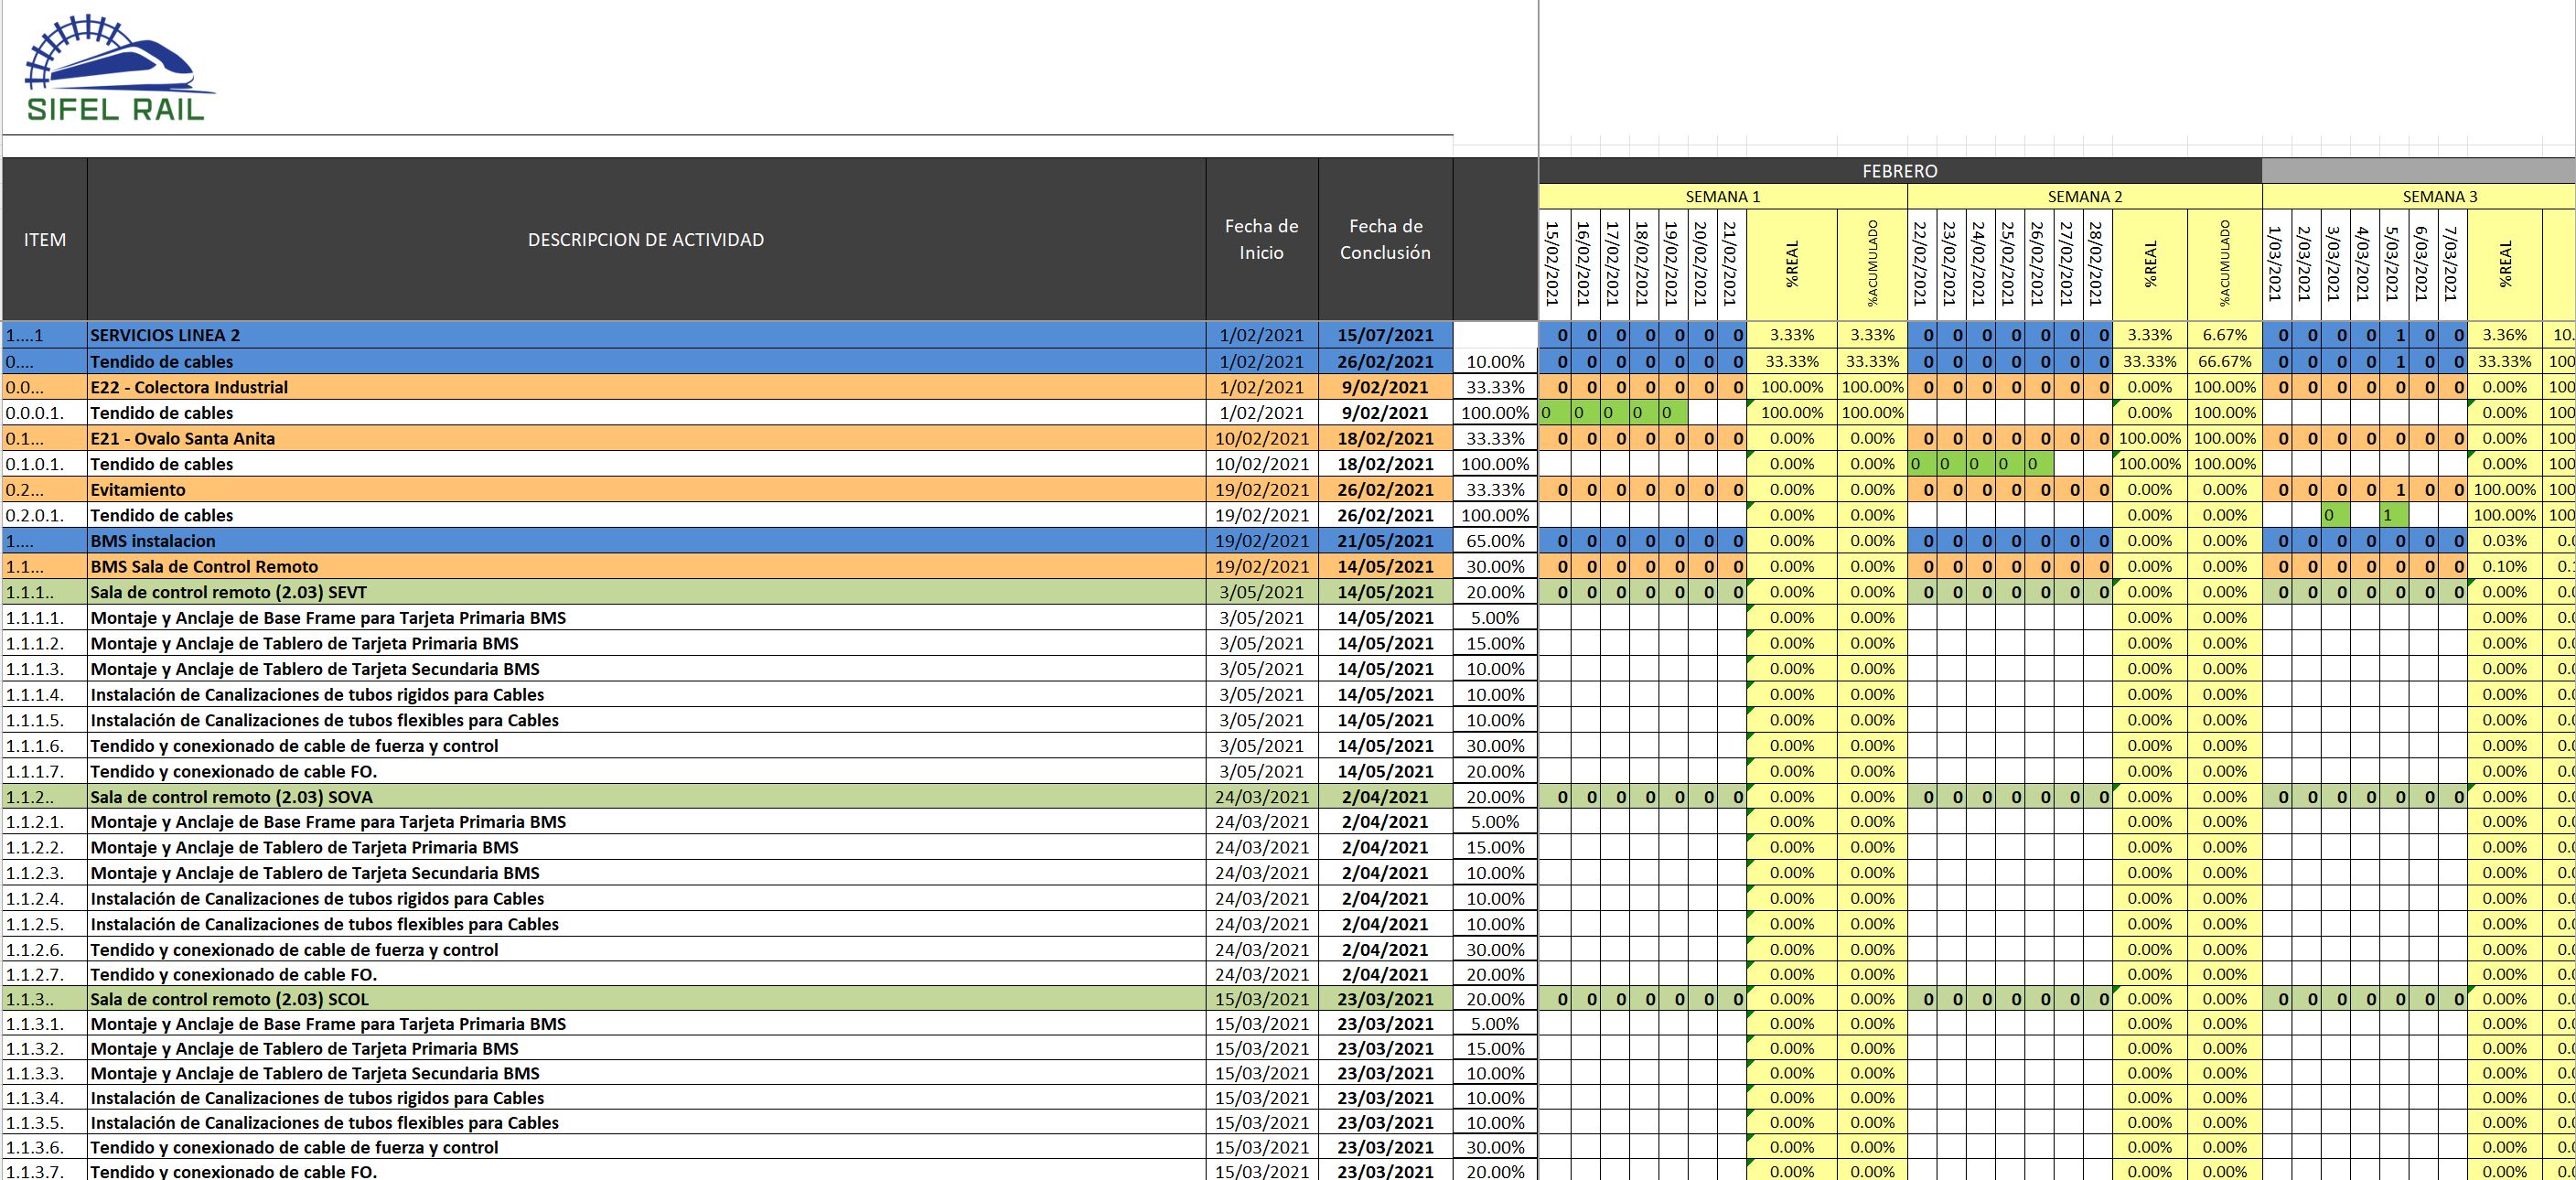 SIFEL RAIL
FEBRERO
SEMANA 1 SEMANA 2 SEMANA 3
ITEM DESCRIPCION DE ACTIVIDAD Fecha de Inicio Fecha de Conclusión 15/02/2021 16/02/2021 17/02/2021 18/02/2021 19/02/2021 20/02/2021 21/02/2021 %REAL %ACUMULADO 22/02/2021 23/02/2021 24/02/2021 25/02/2021 26/02/2021 27/02/2021 28/02/2021 %REAL %ACUMULADO 1/03/2021 2/03/2021 3/03/2021 4/03/2021 5/03/2021 6/03/2021 7/03/2021 %REAL
1....1 SERVICIOS LINEA 2 1/02/2021 15/07/2021 0 0 0 0 0 0 0 3.33% 3.33% 0 0 0 0 0 0 0 3.33% 6.67% 0 0 0 0 1 0 0 3.36% 10.
0.... Tendido de cables 1/02/2021 26/02/2021 10.00% 0 0 0 0 0 0 0 33.33% 33.33% 0 0 0 0 0 0 0 33.33% 66.67% 0 0 0 0 1 0 0 33.33% 100
0.0... E22 - Colectora Industrial 1/02/2021 9/02/2021 33.33% 0 0 0 0 0 0 0 100.00% 100.00% 0 0 0 0 0 0 0 0.00% 100.00% 0 0 0 0 0 0 0 0.00% 100
0.0.0.1. Tendido de cables 1/02/2021 9/02/2021 100.00% 0 0 0 0 0 100.00% 100.00% 0.00% 100.00% 0.00% 100
0.1... E21 - Ovalo Santa Anita 10/02/2021 18/02/2021 33.33% 0 0 0 0 0 0 0 0.00% 0.00% 0 0 0 0 0 0 0 100.00% 100.00% 0 0 0 0 0 0 0 0.00% 100
0.1.0.1. Tendido de cables 10/02/2021 18/02/2021 100.00% 0.00% 0.00% 0 0 0 0 0 100.00% 100.00% 0.00% 100
0.2... Evitamiento 19/02/2021 26/02/2021 33.33% 0 0 0 0 0 0 0 0.00% 0.00% 0 0 0 0 0 0 0 0.00% 0.00% 0 0 0 0 1 0 0 100.00% 100
0.2.0.1. Tendido de cables 19/02/2021 26/02/2021 100.00% 0.00% 0.00% 0.00% 0.00% 0 1 100.00% 100
1.... BMS instalacion 19/02/2021 21/05/2021 65.00% 0 0 0 0 0 0 0 0.00% 0.00% 0 0 0 0 0 0 0 0.00% 0.00% 0 0 0 0 0 0 0 0.03% 0.0
1.1... BMS Sala de Control Remoto 19/02/2021 14/05/2021 30.00% 0 0 0 0 0 0 0 0.00% 0.00% 0 0 0 0 0 0 0 0.00% 0.00% 0 0 0 0 0 0 0 0.10% 0.1
1.1.1.. Sala de control remoto (2.03) SEVT 3/05/2021 14/05/2021 20.00% 0 0 0 0 0 0 0 0.00% 0.00% 0 0 0 0 0 0 0 0.00% 0.00% 0 0 0 0 0 0 0 0.00% 0.0
1.1.1.1. Montaje y Anclaje de Base Frame para Tarjeta Primaria BMS 3/05/2021 14/05/2021 5.00% 0.00% 0.00% 0.00% 0.00% 0.00% 0.0
1.1.1.2. Montaje y Anclaje de Tablero de Tarjeta Primaria BMS 3/05/2021 14/05/2021 15.00% 0.00% 0.00% 0.00% 0.00% 0.00% 0.0
1.1.1.3. Montaje y Anclaje de Tablero de Tarjeta Secundaria BMS 3/05/2021 14/05/2021 10.00% 0.00% 0.00% 0.00% 0.00% 0.00% 0.0
1.1.1.4. Instalación de Canalizaciones de tubos rigidos para Cables 3/05/2021 14/05/2021 10.00% 0.00% 0.00% 0.00% 0.00% 0.00% 0.0
1.1.1.5. Instalación de Canalizaciones de tubos flexibles para Cables 3/05/2021 14/05/2021 10.00% 0.00% 0.00% 0.00% 0.00% 0.00% 0.0
1.1.1.6. Tendido y conexionado de cable de fuerza y control 3/05/2021 14/05/2021 30.00% 0.00% 0.00% 0.00% 0.00% 0.00% 0.0
1.1.1.7. Tendido y conexionado de cable FO. 3/05/2021 14/05/2021 20.00% 0.00% 0.00% 0.00% 0.00% 0.00% 0.0
1.1.2.. Sala de control remoto (2.03) SOVA 24/03/2021 2/04/2021 20.00% 0 0 0 0 0 0 0 0.00% 0.00% 0 0 0 0 0 0 0 0.00% 0.00% 0 0 0 0 0 0 0 0.00% 0.0
1.1.2.1. Montaje y Anclaje de Base Frame para Tarjeta Primaria BMS 24/03/2021 2/04/2021 5.00% 0.00% 0.00% 0.00% 0.00% 0.00% 0.0
1.1.2.2. Montaje y Anclaje de Tablero de Tarjeta Primaria BMS 24/03/2021 2/04/2021 15.00% 0.00% 0.00% 0.00% 0.00% 0.00% 0.0
1.1.2.3. Montaje y Anclaje de Tablero de Tarjeta Secundaria BMS 24/03/2021 2/04/2021 10.00% 0.00% 0.00% 0.00% 0.00% 0.00% 0.0
1.1.2.4. Instalación de Canalizaciones de tubos rigidos para Cables 24/03/2021 2/04/2021 10.00% 0.00% 0.00% 0.00% 0.00% 0.00% 0.0
1.1.2.5. Instalación de Canalizaciones de tubos flexibles para Cables 24/03/2021 2/04/2021 10.00% 0.00% 0.00% 0.00% 0.00% 0.00% 0.0
1.1.2.6. Tendido y conexionado de cable de fuerza y control 24/03/2021 2/04/2021 30.00% 0.00% 0.00% 0.00% 0.00% 0.00% 0.0
1.1.2.7. Tendido y conexionado de cable FO. 24/03/2021 2/04/2021 20.00% 0.00% 0.00% 0.00% 0.00% 0.00% 0.0
1.1.3.. Sala de control remoto (2.03) SCOL 15/03/2021 23/03/2021 20.00% 0 0 0 0 0 0 0 0.00% 0.00% 0 0 0 0 0 0 0 0.00% 0.00% 0 0 0 0 0 0 0 0.00% 0.0
1.1.3.1. Montaje y Anclaje de Base Frame para Tarjeta Primaria BMS 15/03/2021 23/03/2021 5.00% 0.00% 0.00% 0.00% 0.00% 0.00% 0.0
1.1.3.2. Montaje y Anclaje de Tablero de Tarjeta Primaria BMS 15/03/2021 23/03/2021 15.00% 0.00% 0.00% 0.00% 0.00% 0.00% 0.0
1.1.3.3. Montaje y Anclaje de Tablero de Tarjeta Secundaria BMS 15/03/2021 23/03/2021 10.00% 0.00% 0.00% 0.00% 0.00% 0.00% 0.0
1.1.3.4. Instalación de Canalizaciones de tubos rigidos para Cables 15/03/2021 23/03/2021 10.00% 0.00% 0.00% 0.00% 0.00% 0.00% 0.0
1.1.3.5. Instalación de Canalizaciones de tubos flexibles para Cables 15/03/2021 23/03/2021 10.00% 0.00% 0.00% 0.00% 0.00% 0.00% 0.0
1.1.3.6. Tendido y conexionado de cable de fuerza y control 15/03/2021 23/03/2021 30.00% 0.00% 0.00% 0.00% 0.00% 0.00% 0.0
1.1.3.7. Tendido y conexionado de cable FO. 15/03/2021 23/03/2021 20.00% 0.00% 0.00% 0.00% 0.00% 0.00% 0.0